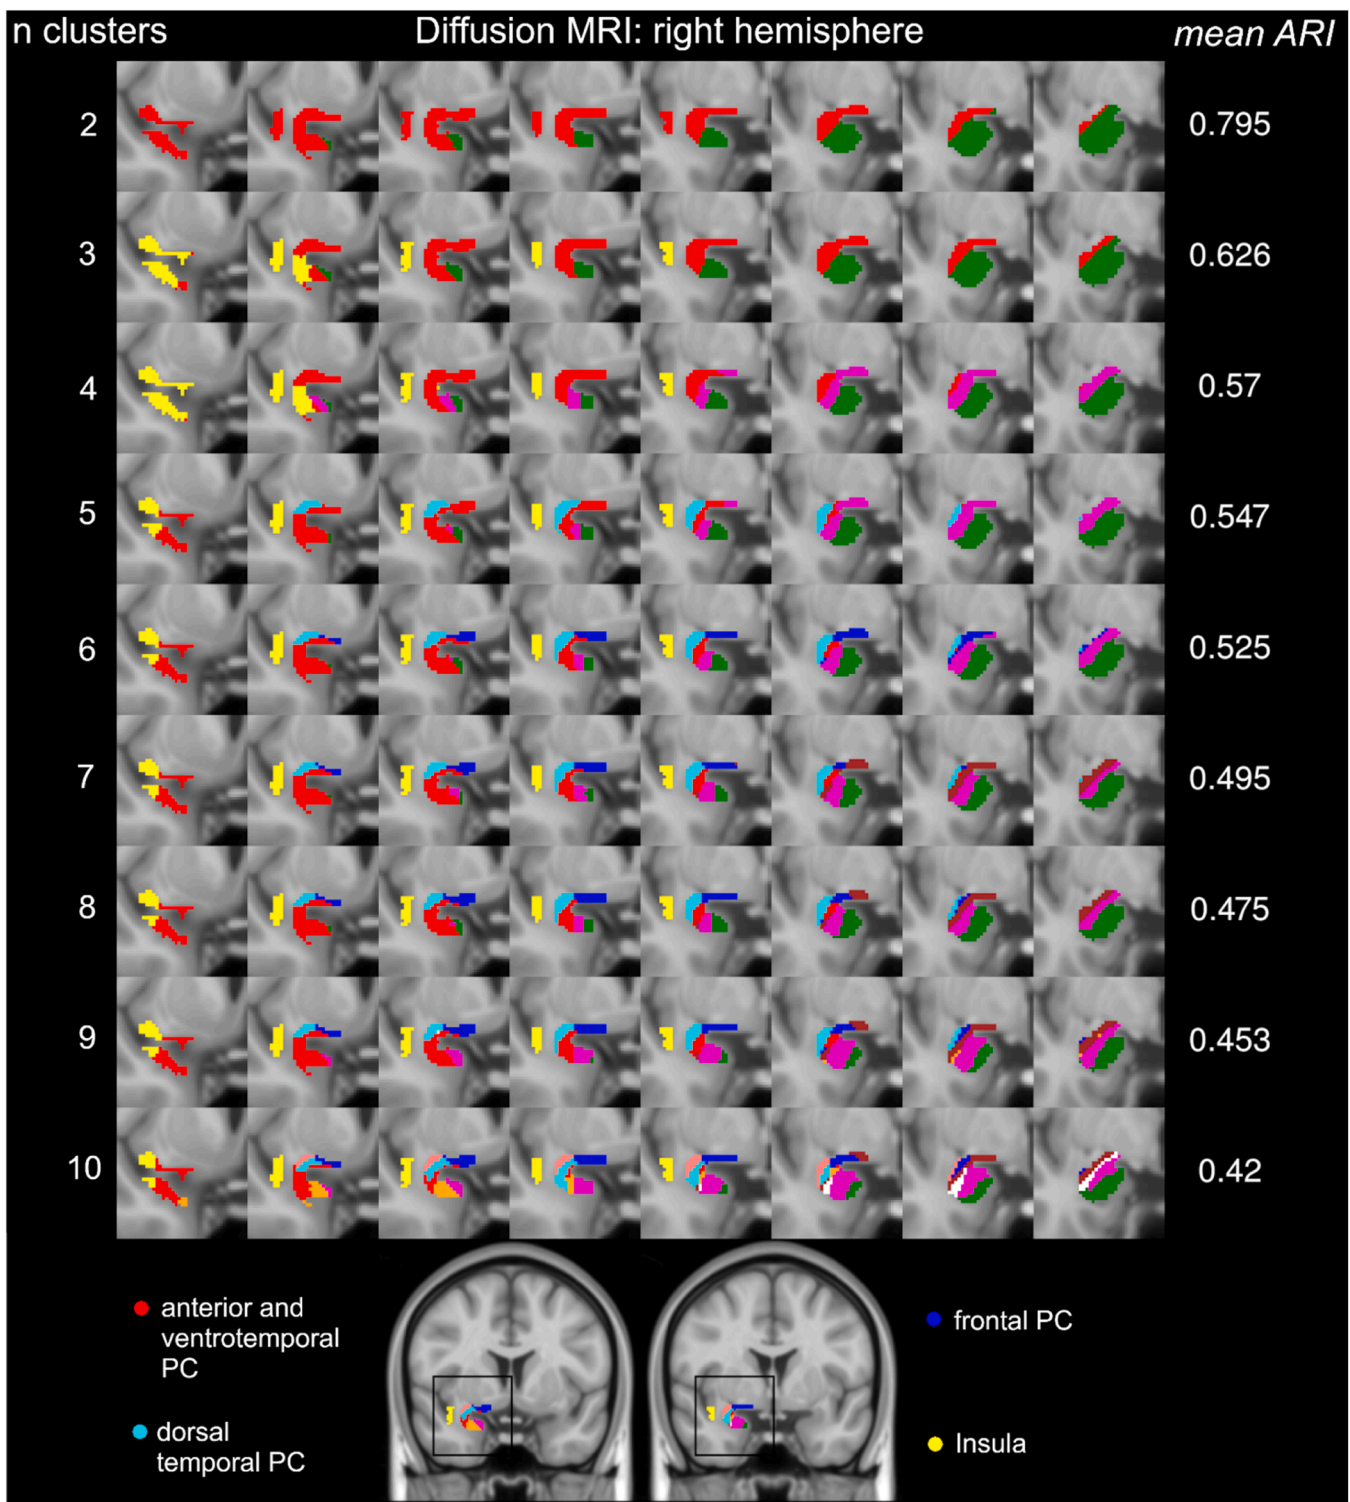 n clusters
Diffusion MRI: right hemisphere
mean ARI
2
0.795
3
0.626
4
0.57
5
0.547
6
0.525
7
0.495
8
0.475
9
0.453
10
0.42
anterior and
ventrotemporal
PC
dorsal
temporal PC
frontal PC
Insula